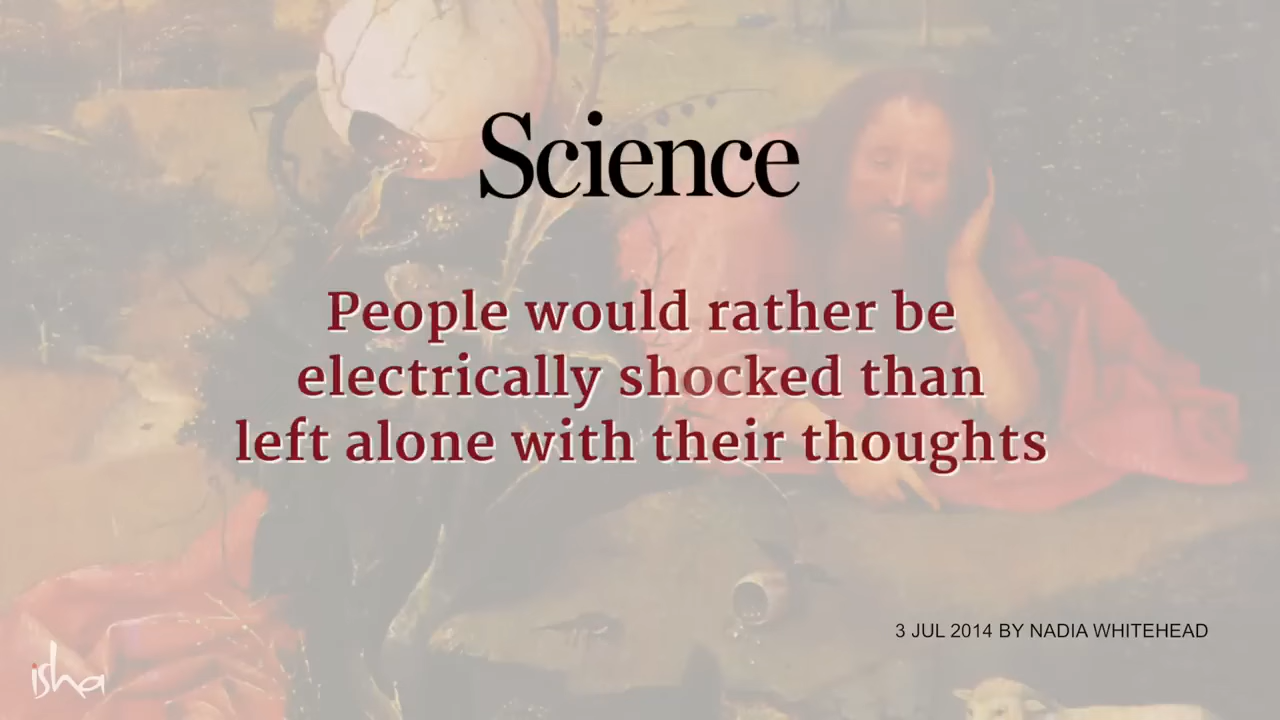 Science
People would rather be
electrically shocked than
left alone with their thoughts
3 JUL 2014 BY NADIA WHITEHEAD
isha